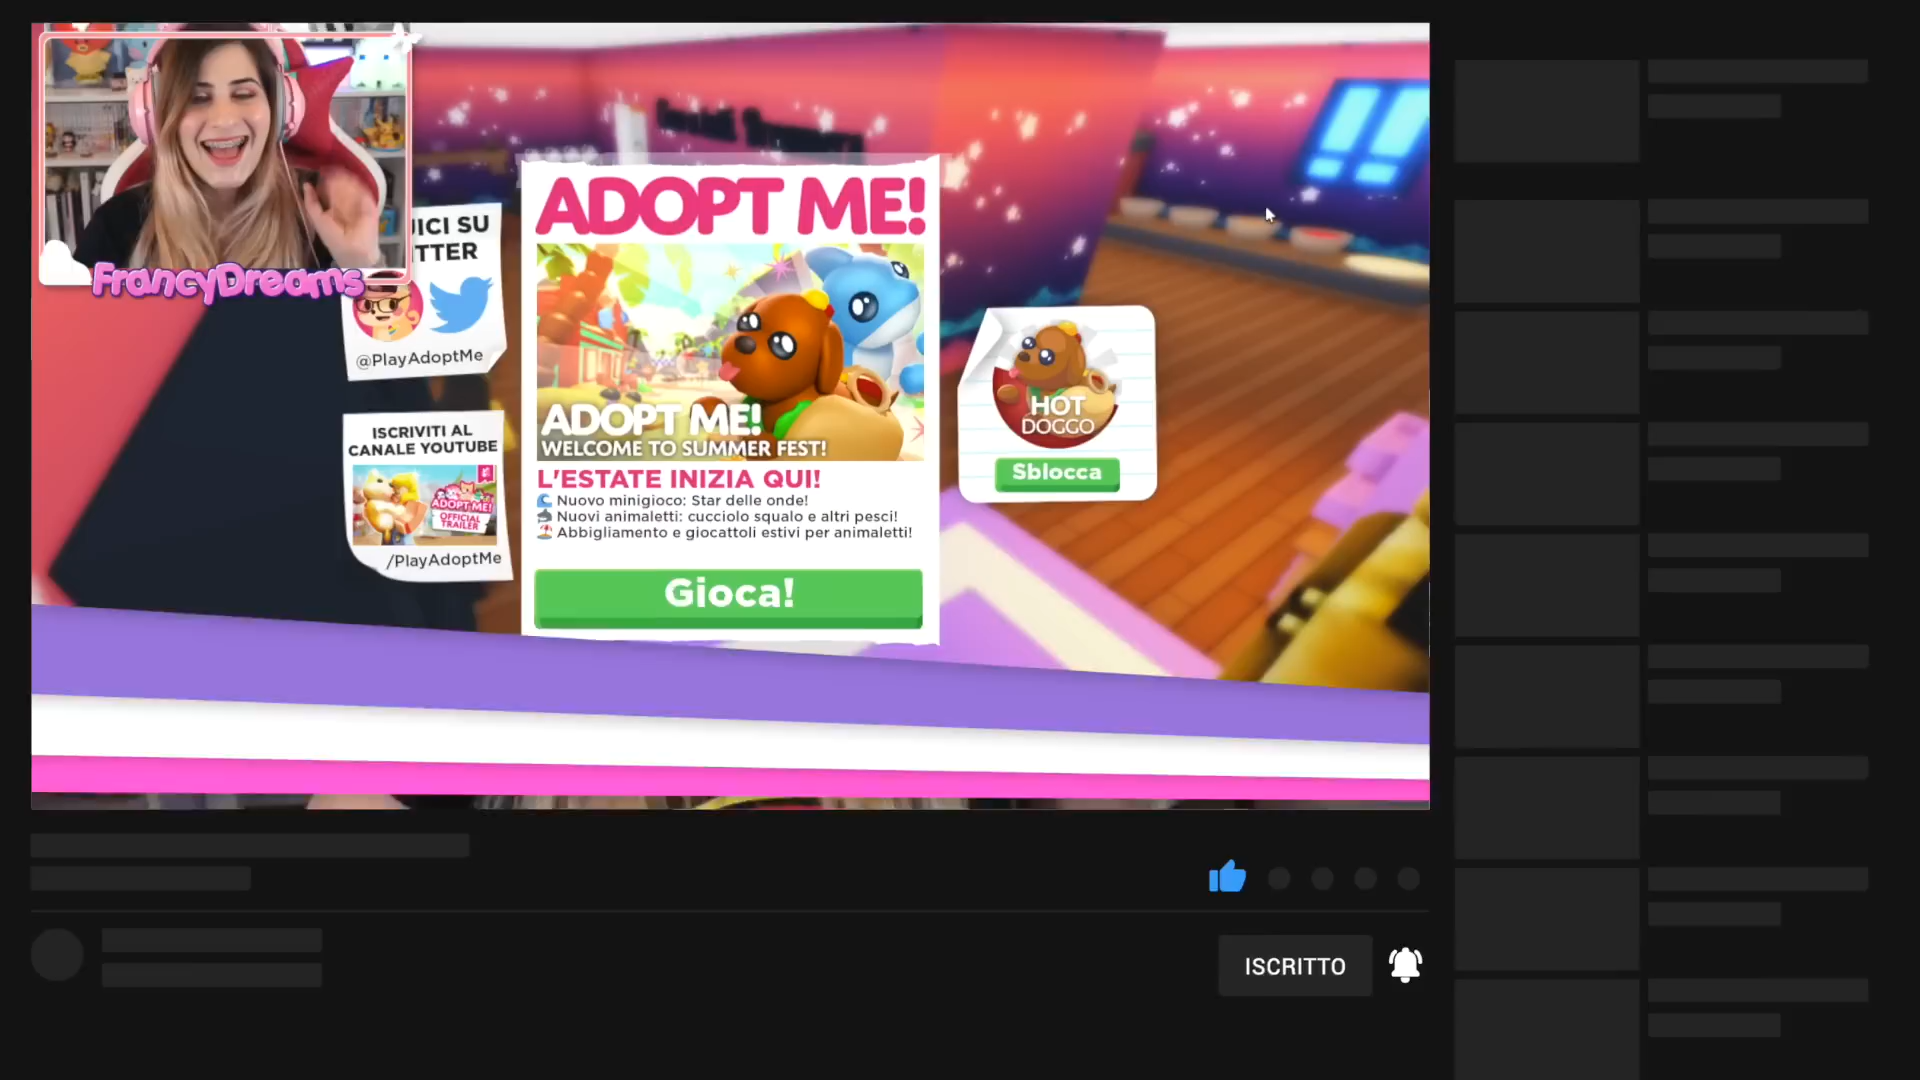 FrancyDreams
ICI SU
TTER
@PlayAdoptMe
ISCRIVITI AL
CANALE YOUTUBE
ADOPT ME!
OFFICIAL
TRAILER
/PlayAdoptMe
ADOPT ME!
ADOPT ME!
WELCOME TO SUMMER FEST!
L'ESTATE INIZIA QUI!
Nuovo minigioco: Star delle onde!
Nuovi animaletti: cucciolo squalo e altri pesci!
Abbigliamento e giocattoli estivi per animaletti!
Gioca!
HOT
DOGGO
Sblocca
ISCRITTO